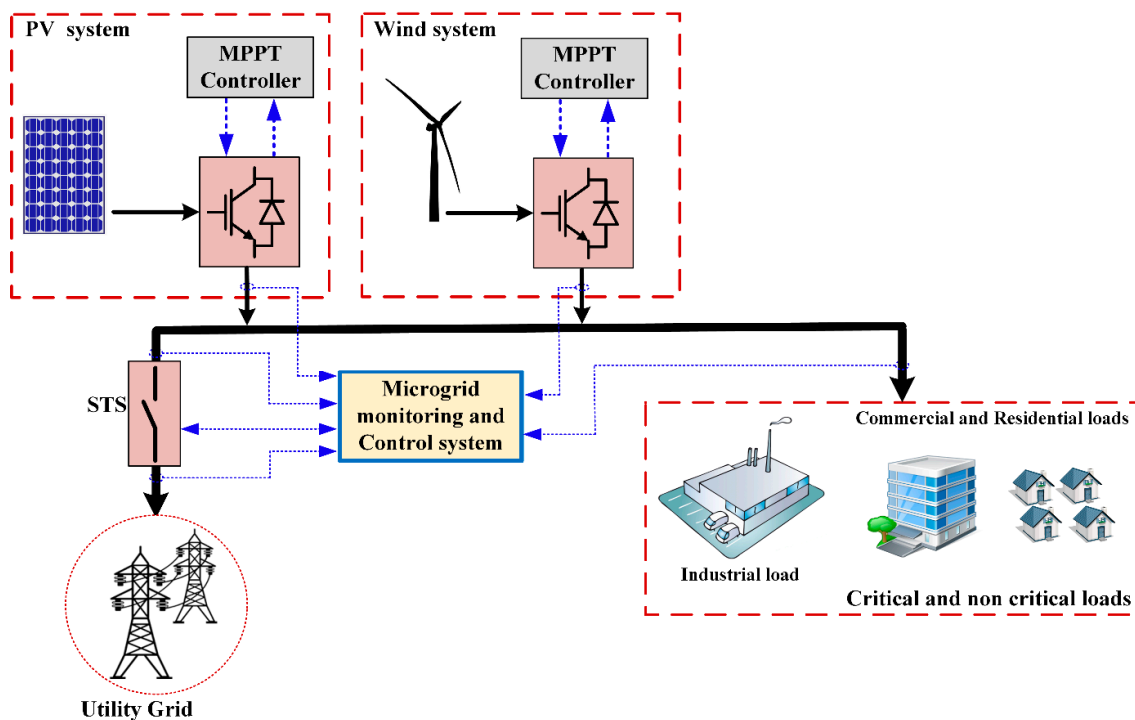 PV system
MPPT
Controller
Wind system
MPPT
Controller
STS
Microgrid
monitoring and
Control system
Commercial and Residential loads
Industrial load
Critical and non critical loads
Utility Grid